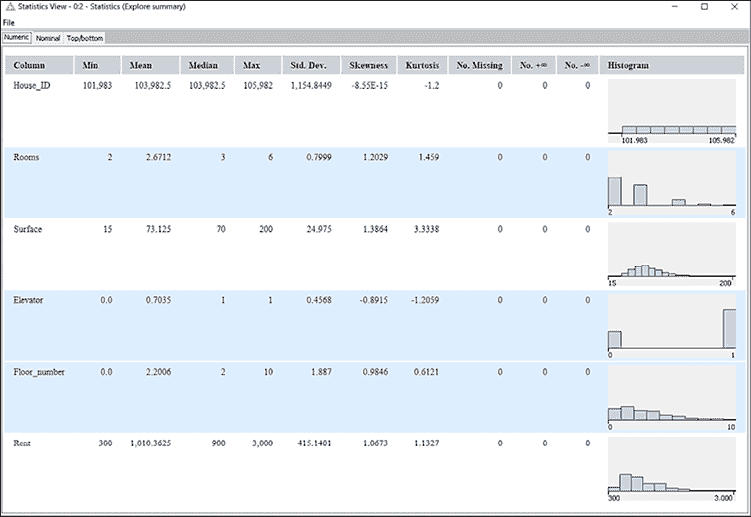 Statistics View - 0:2 - Statistics (Explore summary)
File
Numeric Nominal Top/bottom
Column Min Mean Median Max Std. Dev. Skewness Kurtosis No. Missing No. +∞ No. -∞ Histogram
House_ID 101,983 103,982.5 103,982.5 105,982 1,154.8449 -8.55E-15 -1.2 0 0 0
101.983 105.982
Rooms 2 2.6712 3 6 0.7999 1.2029 1.459 0 0 0
2 6
Surface 15 73.125 70 200 24.975 1.3864 3.3338 0 0 0
15 200
Elevator 0.0 0.7035 1 1 0.4568 -0.8915 -1.2059 0 0 0
0 1
Floor_number 0.0 2.2006 2 10 1.887 0.9846 0.6121 0 0 0
0 10
Rent 300 1,010.3625 900 3,000 415.1401 1.0673 1.1327 0 0 0
300 3.000